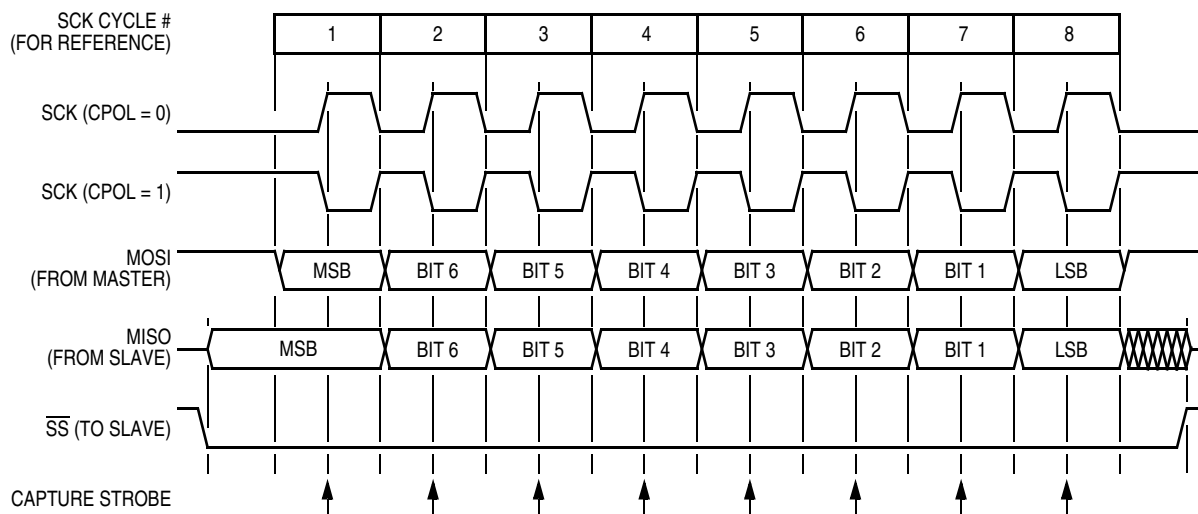 SCK CYCLE #
(FOR REFERENCE)
1 2 3 4 5 6 7 8
SCK (CPOL = 0)
SCK (CPOL = 1)
MOSI
(FROM MASTER)
MSB BIT 6 BIT 5 BIT 4 BIT 3 BIT 2 BIT 1 LSB
MISO
(FROM SLAVE)
MSB BIT 6 BIT 5 BIT 4 BIT 3 BIT 2 BIT 1 LSB
S̅S̅ (TO SLAVE)
CAPTURE STROBE